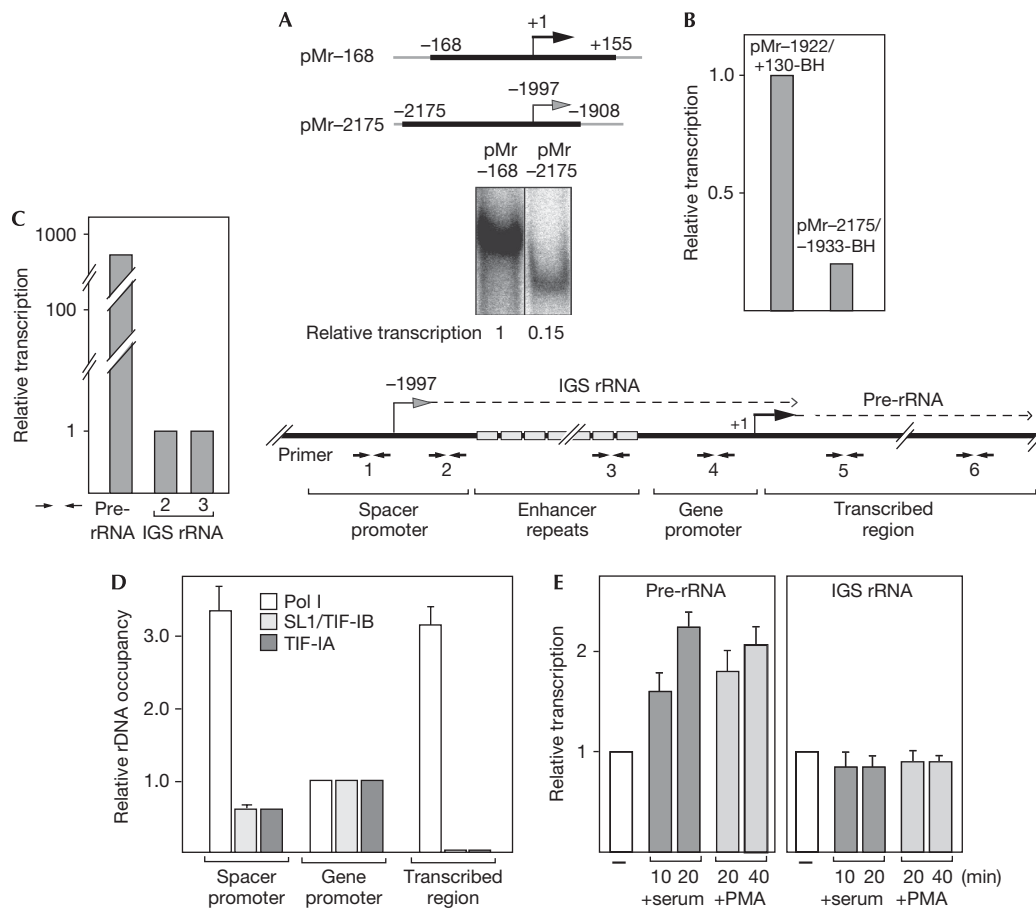 A
+1
pMr–168
–168
+155
–1997
pMr–2175
–2175
–1908
pMr
–168
pMr
–2175
Relative transcription 1 0.15
B
Relative transcription
1.0
0.5
pMr–1922/
+130-BH
pMr–2175/
–1933-BH
C
Relative transcription
1000
100
1
2 3
Pre-
rRNA
IGS rRNA
–1997
IGS rRNA
+1
Pre-rRNA
Primer
1 2 3 4 5 6
Spacer
promoter
Enhancer
repeats
Gene
promoter
Transcribed
region
D
Relative rDNA occupancy
3.0
2.0
1.0
Pol I
SL1/TIF-IB
TIF-IA
Spacer
promoter
Gene
promoter
Transcribed
region
E
Relative transcription
2
1
Pre-rRNA
IGS rRNA
– 10 20 20 40 – 10 20 20 40 (min)
+serum +PMA +serum +PMA